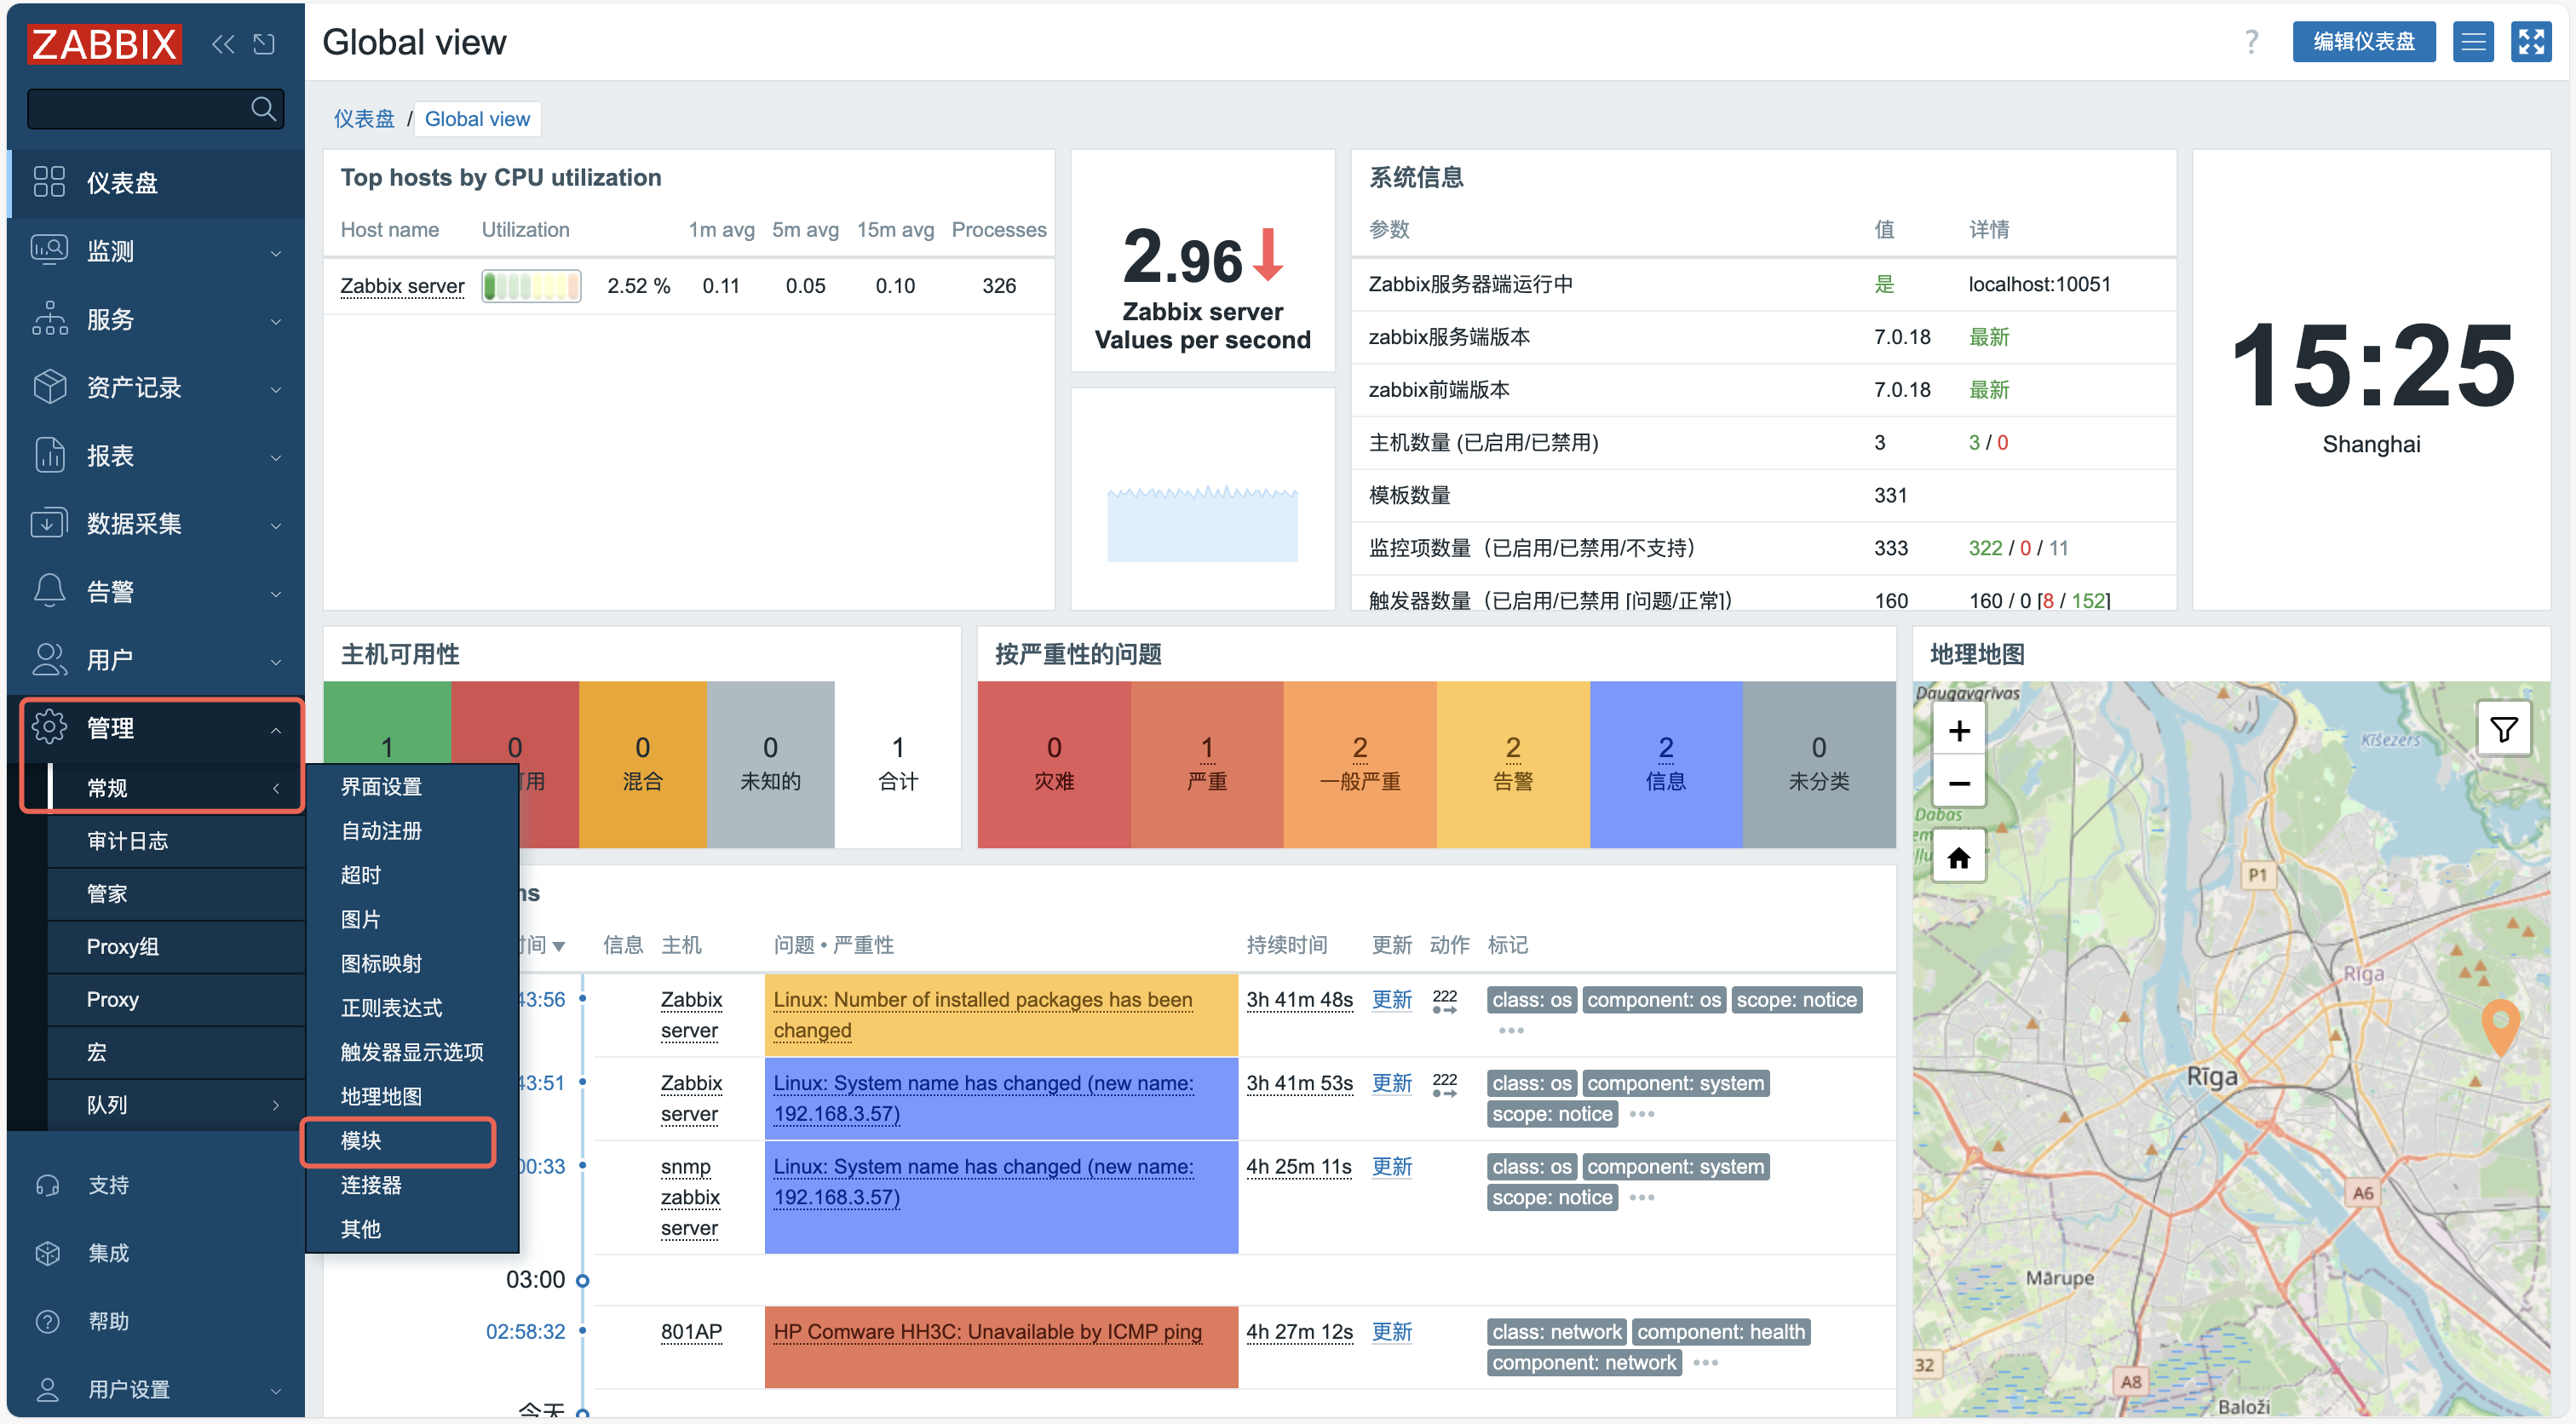 ZABBIX
仪表盘
监测
服务
资产记录
报表
数据采集
告警
用户
管理
常规
审计日志
管家
Proxy组
Proxy
宏
队列
支持
集成
帮助
用户设置
界面设置
自动注册
超时
图片
图标映射
正则表达式
触发器显示选项
地理地图
模块
连接器
其他
Global view
?
编辑仪表盘
仪表盘 / Global view
Top hosts by CPU utilization
Host name Utilization 1m avg 5m avg 15m avg Processes
Zabbix server 2.52 % 0.11 0.05 0.10 326
2.96
Zabbix server
Values per second
系统信息
参数 值 详情
Zabbix服务器端运行中 是 localhost:10051
zabbix服务端版本 7.0.18 最新
zabbix前端版本 7.0.18 最新
主机数量 (已启用/已禁用) 3 3 / 0
模板数量 331
监控项数量（已启用/已禁用/不支持） 333 322 / 0 / 11
触发器数量（已启用/已禁用 [问题/正常]） 160 160 / 0 [8 / 152]
15:25
Shanghai
主机可用性
1 0 0 0 1
用 混合 未知的 合计
按严重性的问题
0 1 2 2 2 0
灾难 严重 一般严重 告警 信息 未分类
地理地图
Daugavgrīvas
+
Ķīšezers
−
Dabas
P1
Rīga
Rīga
A6
Mārupe
32
A8
Baloži
ns
时间 信息 主机 问题 • 严重性 持续时间 更新 动作 标记
43:56 Zabbix server Linux: Number of installed packages has been changed 3h 41m 48s 更新 222 class: os component: os scope: notice •••
43:51 Zabbix server Linux: System name has changed (new name: 192.168.3.57) 3h 41m 53s 更新 222 class: os component: system scope: notice •••
00:33 snmp zabbix server Linux: System name has changed (new name: 192.168.3.57) 4h 25m 11s 更新 class: os component: system scope: notice •••
03:00
02:58:32 801AP HP Comware HH3C: Unavailable by ICMP ping 4h 27m 12s 更新 class: network component: health component: network •••
今天